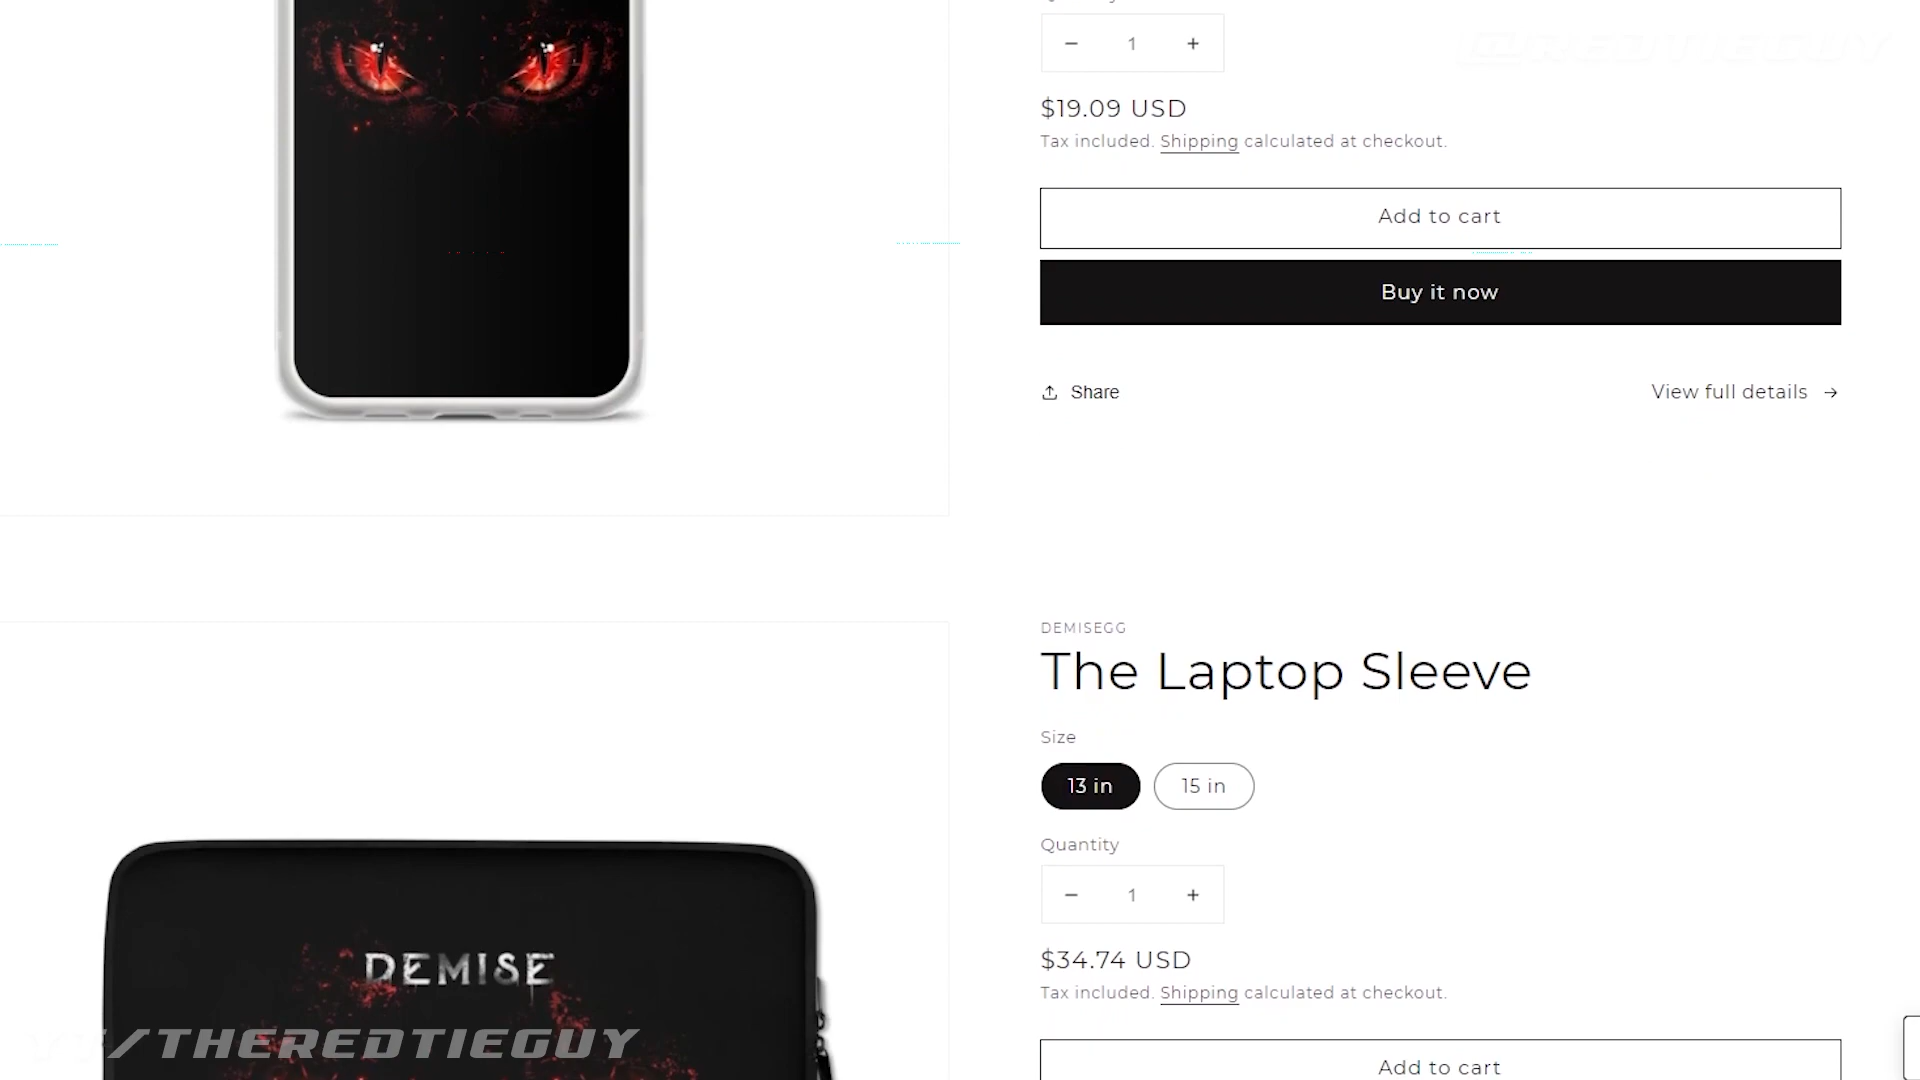 1
$19.09 USD
Tax included. Shipping calculated at checkout.
Add to cart
Buy it now
Share
View full details
DEMISEGG
The Laptop Sleeve
Size
13 in
15 in
Quantity
1
$34.74 USD
Tax included. Shipping calculated at checkout.
Add to cart
DEMISE
YT/THEREDTIEGUY